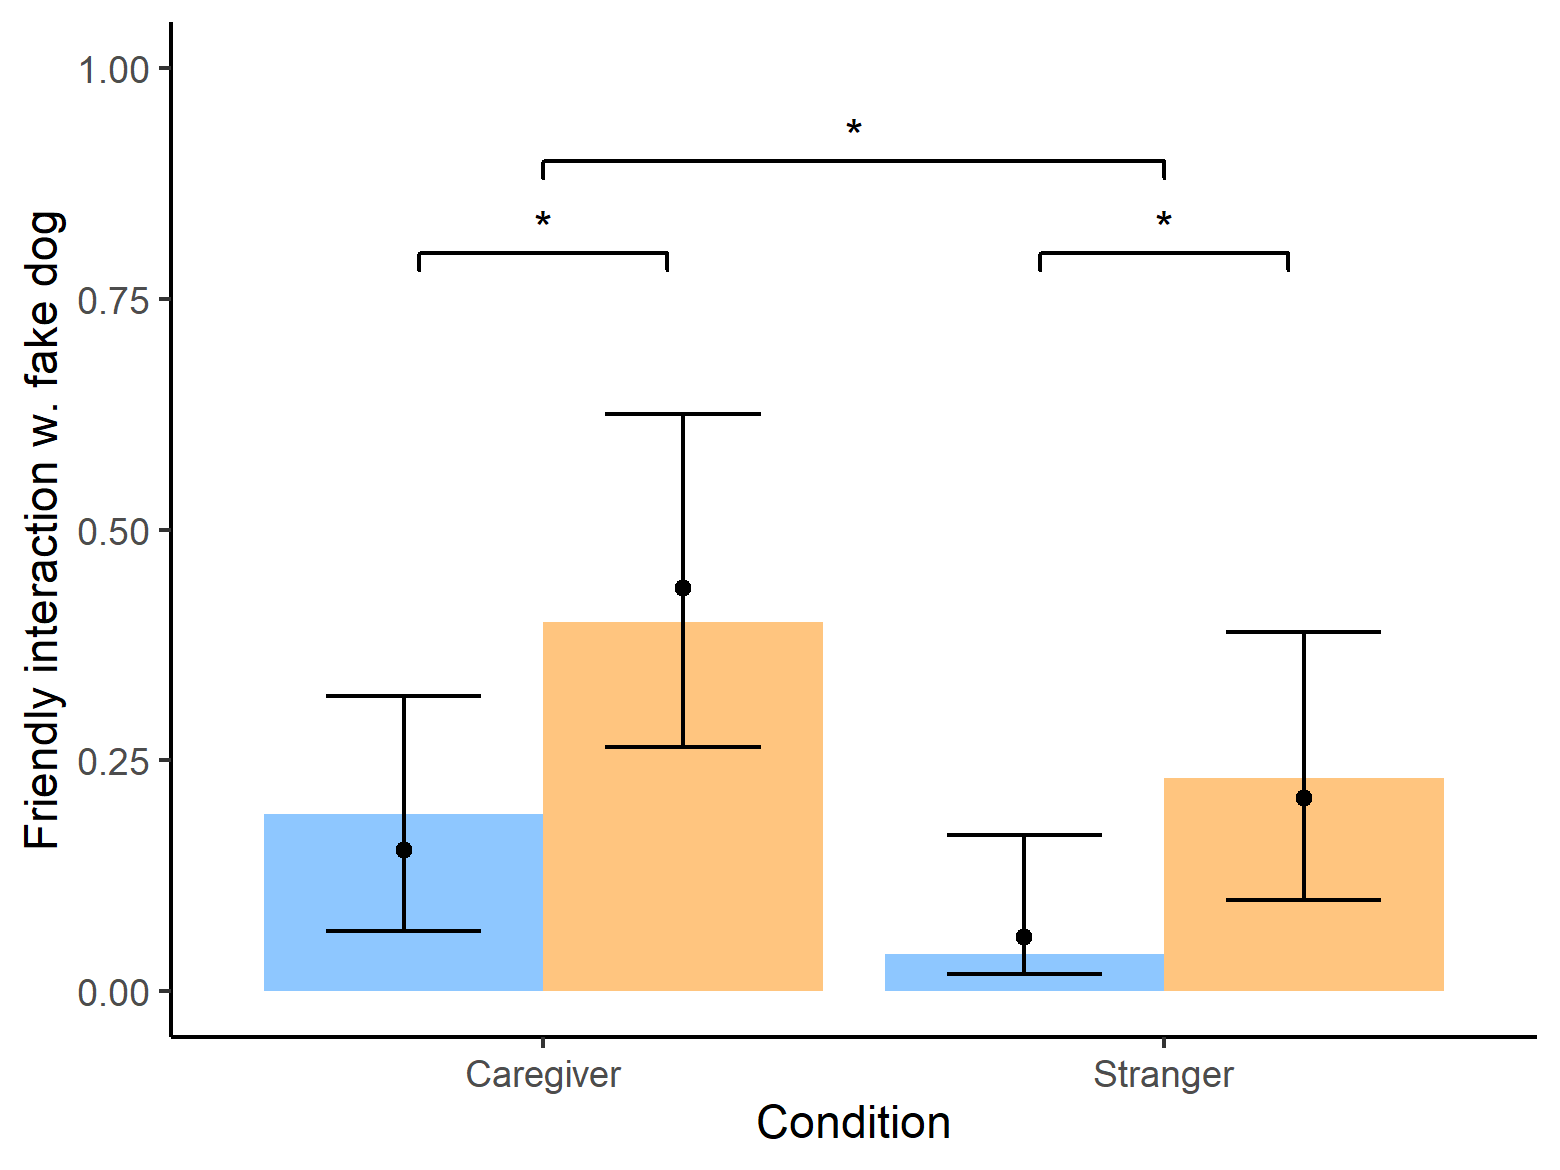 Friendly interaction w. fake dog
1.00
0.75
0.50
0.25
0.00
*
*
*
Caregiver
Stranger
Condition